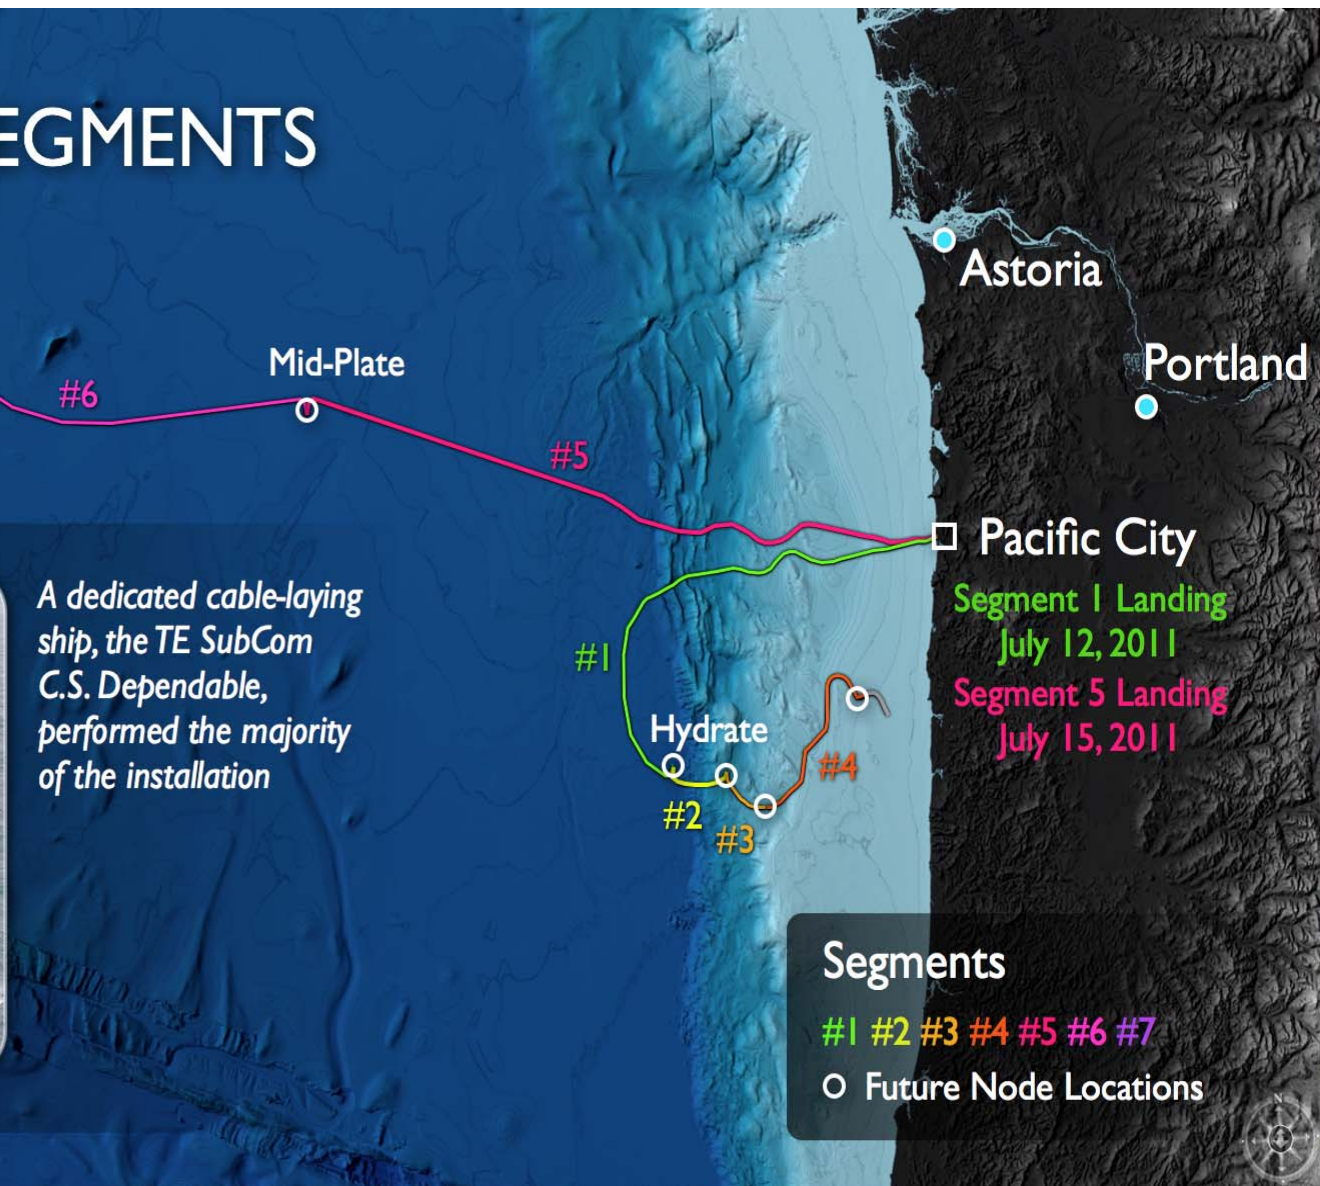 EGMENTS
Astoria
Portland
Mid-Plate
#6
#5
Pacific City
Segment 1 Landing
July 12, 2011
Segment 5 Landing
July 15, 2011
A dedicated cable-laying
ship, the TE SubCom
C.S. Dependable,
performed the majority
of the installation
#1
Hydrate
#4
#2
#3
Segments
#1 #2 #3 #4 #5 #6 #7
Future Node Locations
N